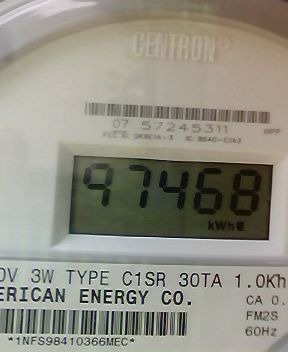 CENTRON®
07 57245311
97468
kWh
0V 3W TYPE C1SR 30TA 1.0Kh
ERICAN ENERGY CO.
CA 0.
FM2S
60Hz
*1NFS98410366MEC*